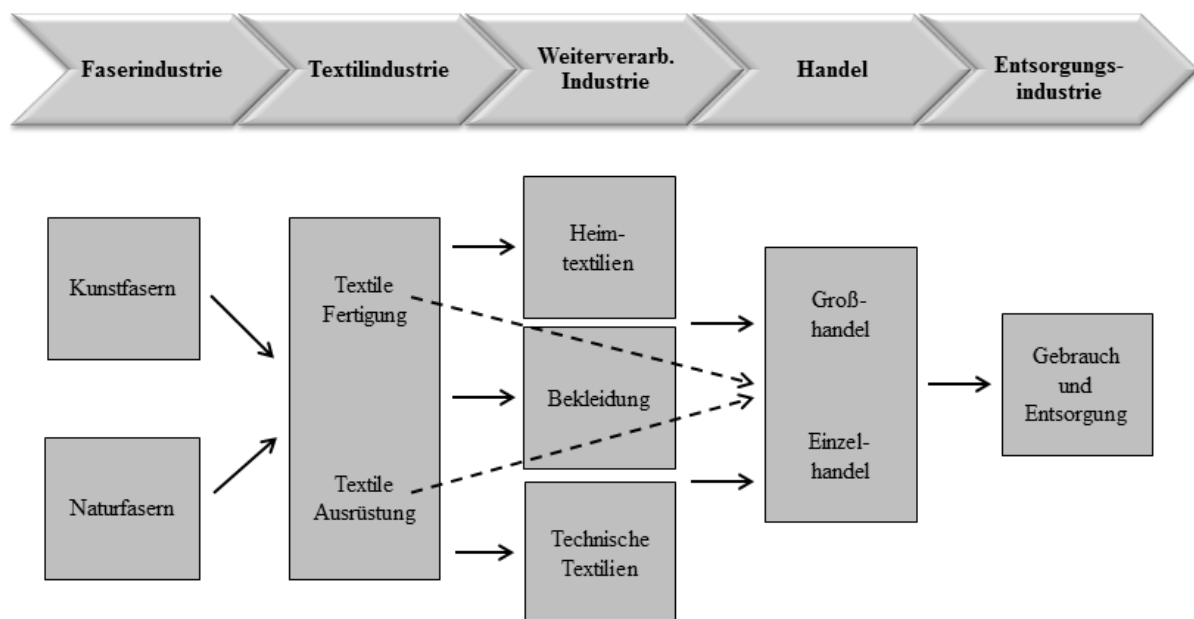 Faserindustrie
Textilindustrie
Weiterverarb.
Industrie
Handel
Entsorgungs-
industrie
Kunstfasern
Naturfasern
Textile
Fertigung
Textile
Ausrüstung
Heim-
textilien
Bekleidung
Technische
Textilien
Groß-
handel
Einzel-
handel
Gebrauch
und
Entsorgung